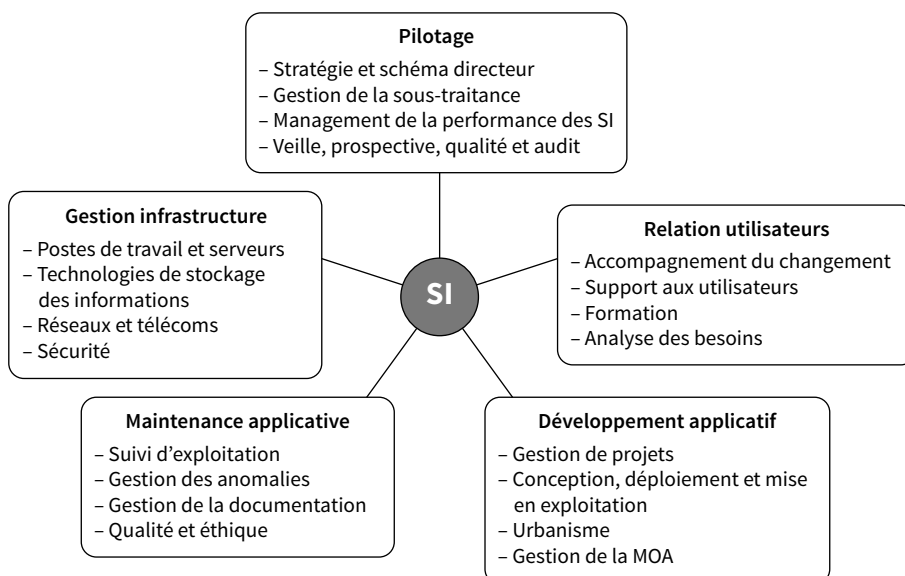 Pilotage
– Stratégie et schéma directeur
– Gestion de la sous-traitance
– Management de la performance des SI
– Veille, prospective, qualité et audit
Gestion infrastructure
– Postes de travail et serveurs
– Technologies de stockage
des informations
– Réseaux et télécoms
– Sécurité
SI
Relation utilisateurs
– Accompagnement du changement
– Support aux utilisateurs
– Formation
– Analyse des besoins
Maintenance applicative
– Suivi d’exploitation
– Gestion des anomalies
– Gestion de la documentation
– Qualité et éthique
Développement applicatif
– Gestion de projets
– Conception, déploiement et mise
en exploitation
– Urbanisme
– Gestion de la MOA